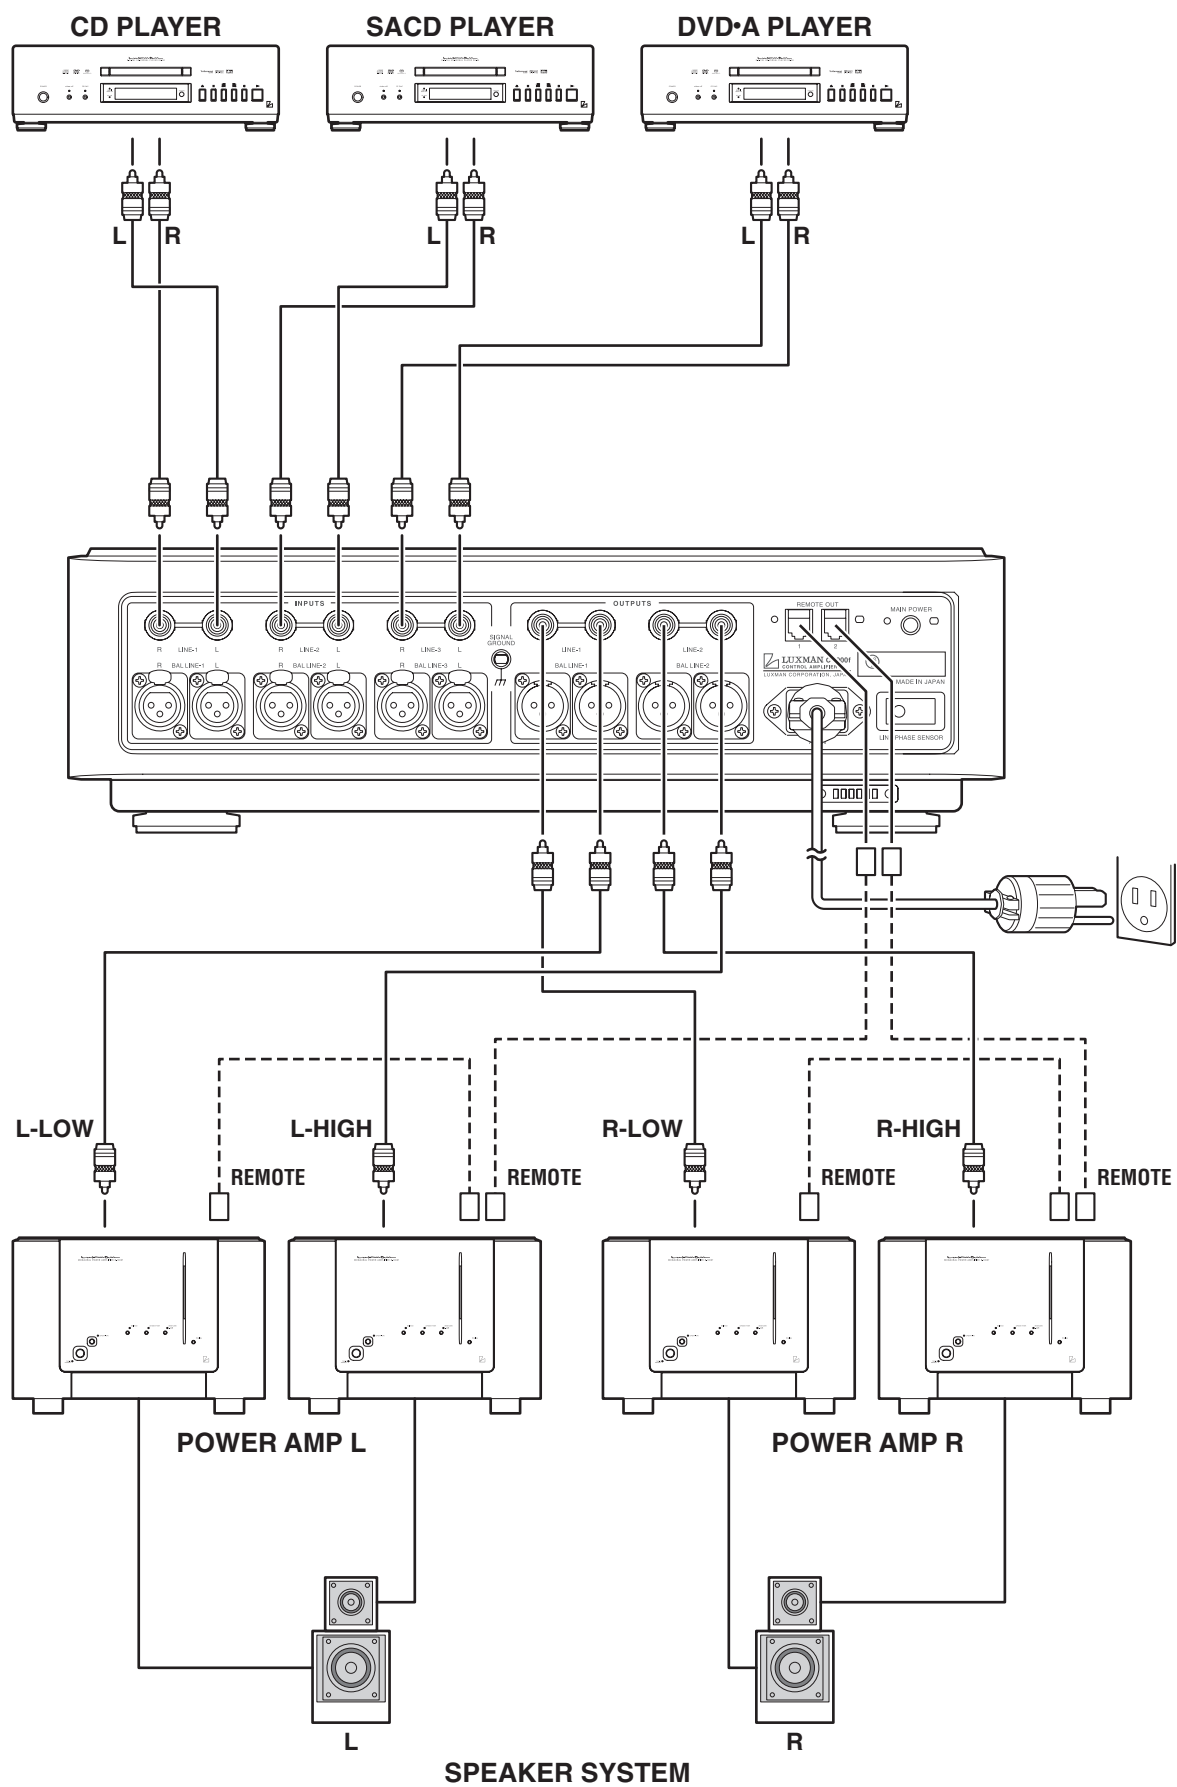 CD PLAYER
SACD PLAYER
DVD•A PLAYER
L R
L R
L R
INPUTS
OUTPUTS
REMOTE OUT
MAIN POWER
1 2
SIGNAL
GROUND
R LINE-1 L
R LINE-2 L
R LINE-3 L
LINE-1
LINE-2
R BAL LINE-1 L
R BAL LINE-2 L
R BAL LINE-3 L
BAL LINE-1
BAL LINE-2
LUXMAN
CONTROL AMPLIFIER
LUXMAN CORPORATION, JAPAN
MADE IN JAPAN
LINE PHASE SENSOR
L-LOW
L-HIGH
R-LOW
R-HIGH
REMOTE
REMOTE
REMOTE
REMOTE
POWER AMP L
POWER AMP R
L
R
SPEAKER SYSTEM